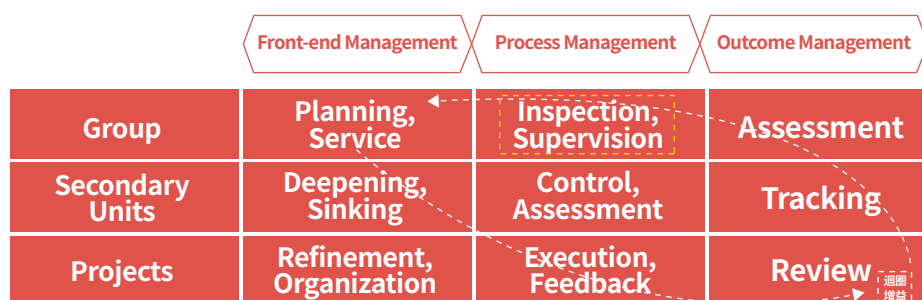 Front-end Management
Process Management
Outcome Management
Group
Planning,
Service
Inspection,
Supervision
Assessment
Secondary
Units
Deepening,
Sinking
Control,
Assessment
Tracking
Projects
Refinement,
Organization
Execution,
Feedback
Review
迴圈
增益